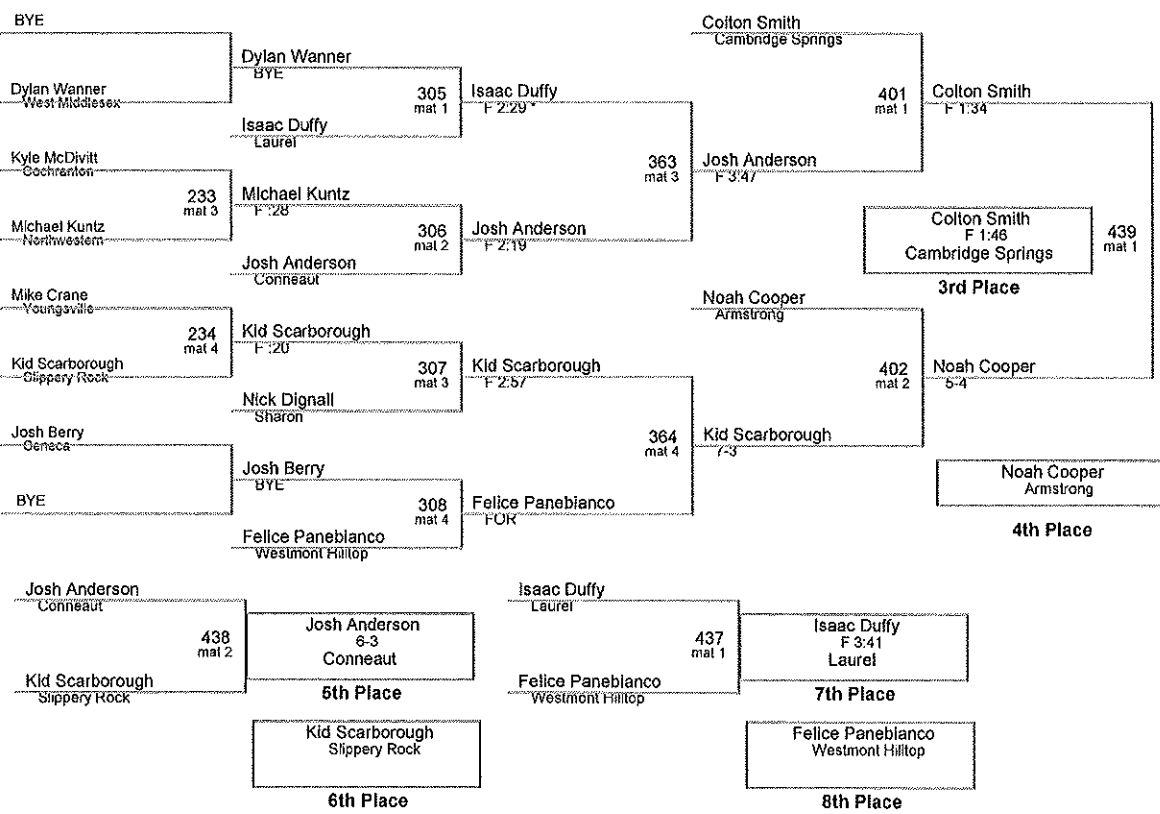 BYE
Dylan Wanner
West Middlesex
Kyle McDivitt
Cochranton
233
mat 3
Michael Kuntz
Northwestern
Mike Crane
Youngsville
234
mat 4
Kid Scarborough
Slippery Rock
Josh Berry
Seneca
BYE
Dylan Wanner
BYE
305
mat 1
Isaac Duffy
Laurel
Michael Kuntz
F :28
306
mat 2
Josh Anderson
Conneaut
Kid Scarborough
F :20
307
mat 3
Nick Dignall
Sharon
Josh Berry
BYE
308
mat 4
Felice Panebianco
Westmont Hilltop
Isaac Duffy
F 2:29 *
363
mat 3
Josh Anderson
F 2:19
Kid Scarborough
F 2:57
364
mat 4
Felice Panebianco
FOR
Colton Smith
Cambridge Springs
401
mat 1
Josh Anderson
F 3:47
Noah Cooper
Armstrong
402
mat 2
Kid Scarborough
7-3
Colton Smith
F 1:34
Colton Smith
F 1:46
Cambridge Springs
439
mat 1
3rd Place
Noah Cooper
5-4
Noah Cooper
Armstrong
4th Place
Josh Anderson
Conneaut
438
mat 2
Kid Scarborough
Slippery Rock
Josh Anderson
6-3
Conneaut
5th Place
Kid Scarborough
Slippery Rock
6th Place
Isaac Duffy
Laurel
437
mat 1
Felice Panebianco
Westmont Hilltop
Isaac Duffy
F 3:41
Laurel
7th Place
Felice Panebianco
Westmont Hilltop
8th Place